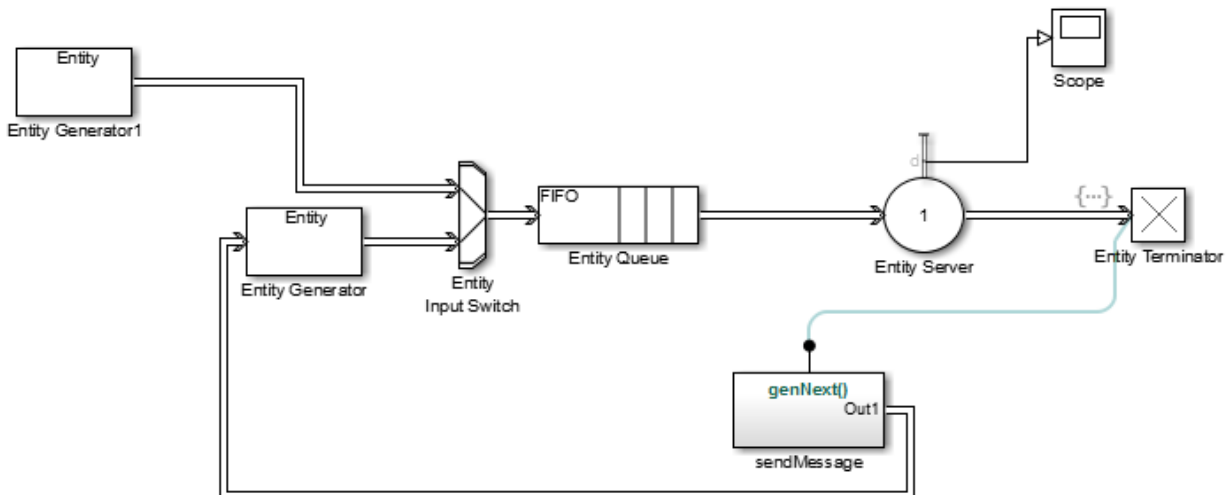 Entity
Entity Generator1
Scope
Entity
Entity Generator
Entity
Input Switch
FIFO
Entity Queue
d
1
Entity Server
{...}
Entity Terminator
genNext()
Out1
sendMessage